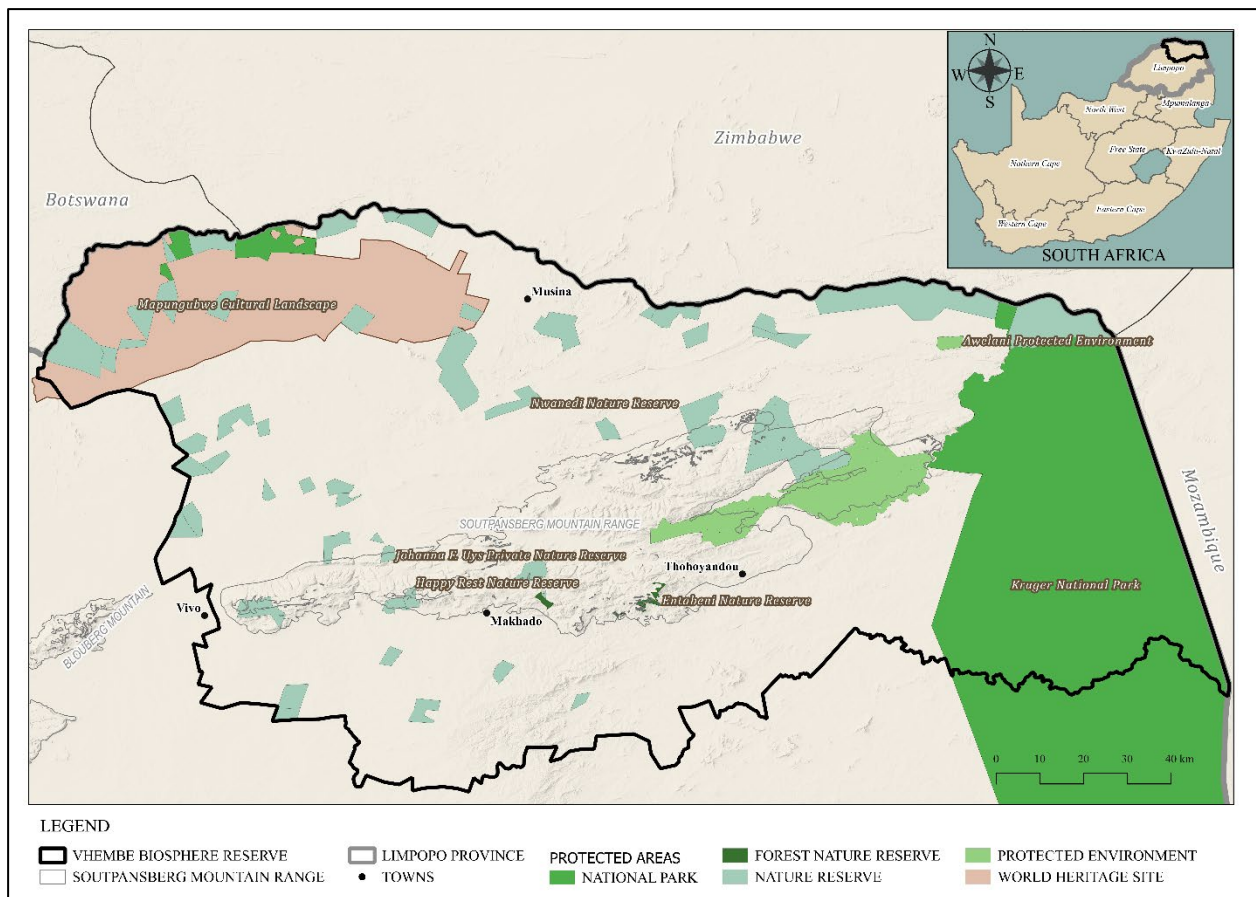 N
W E
S
Limpopo
North West
Mpumalanga
Free State
KwaZulu-Natal
Nothern Cape
Eastern Cape
Western Cape
SOUTH AFRICA
Zimbabwe
Botswana
Mapungubwe Cultural Landscape
Musina
Awelani Protected Environment
Nwanedi Nature Reserve
Mozambique
SOUTPANSBERG MOUNTAIN RANGE
Johanna F. Uys Private Nature Reserve
Thohoyandou
Happy Rest Nature Reserve
Kruger National Park
Entabeni Nature Reserve
Vivo
Makhado
BLOUBERG MOUNTAIN
0 10 20 30 40 km
LEGEND
VHEMBE BIOSPHERE RESERVE
SOUTPANSBERG MOUNTAIN RANGE
LIMPOPO PROVINCE
TOWNS
PROTECTED AREAS
NATIONAL PARK
FOREST NATURE RESERVE
NATURE RESERVE
PROTECTED ENVIRONMENT
WORLD HERITAGE SITE